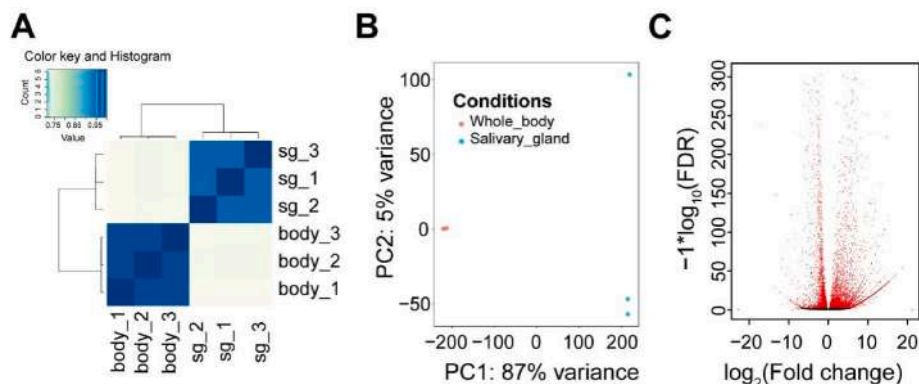 A
Color key and Histogram
Count
0 1 2 3 4 5 6
0.75 0.85 0.95
Value
sg_3
sg_1
sg_2
body_3
body_2
body_1
body_1
body_2
body_3
sg_2
sg_1
sg_3
B
PC2: 5% variance
100
50
0
−50
Conditions
Whole_body
Salivary_gland
−200 −100 0 100 200
PC1: 87% variance
C
−1*log10(FDR)
300
250
200
150
100
50
0
−20 −10 0 10 20
log2(Fold change)